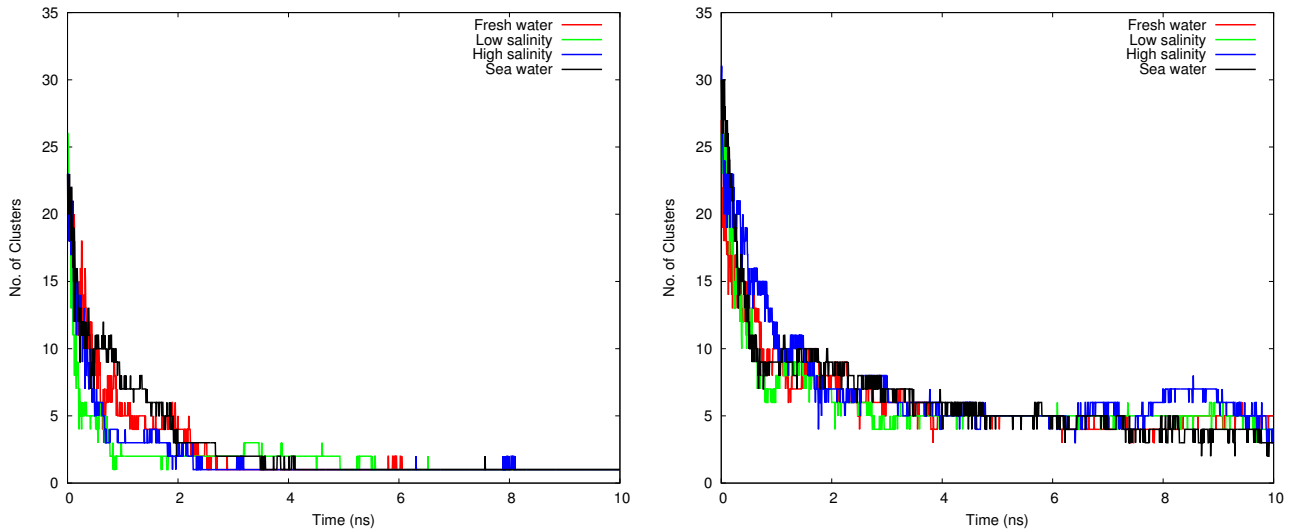 35
30
25
20
15
10
5
0
No. of Clusters
0 2 4 6 8 10
Time (ns)
Fresh water
Low salinity
High salinity
Sea water
35
30
25
20
15
10
5
0
No. of Clusters
0 2 4 6 8 10
Time (ns)
Fresh water
Low salinity
High salinity
Sea water